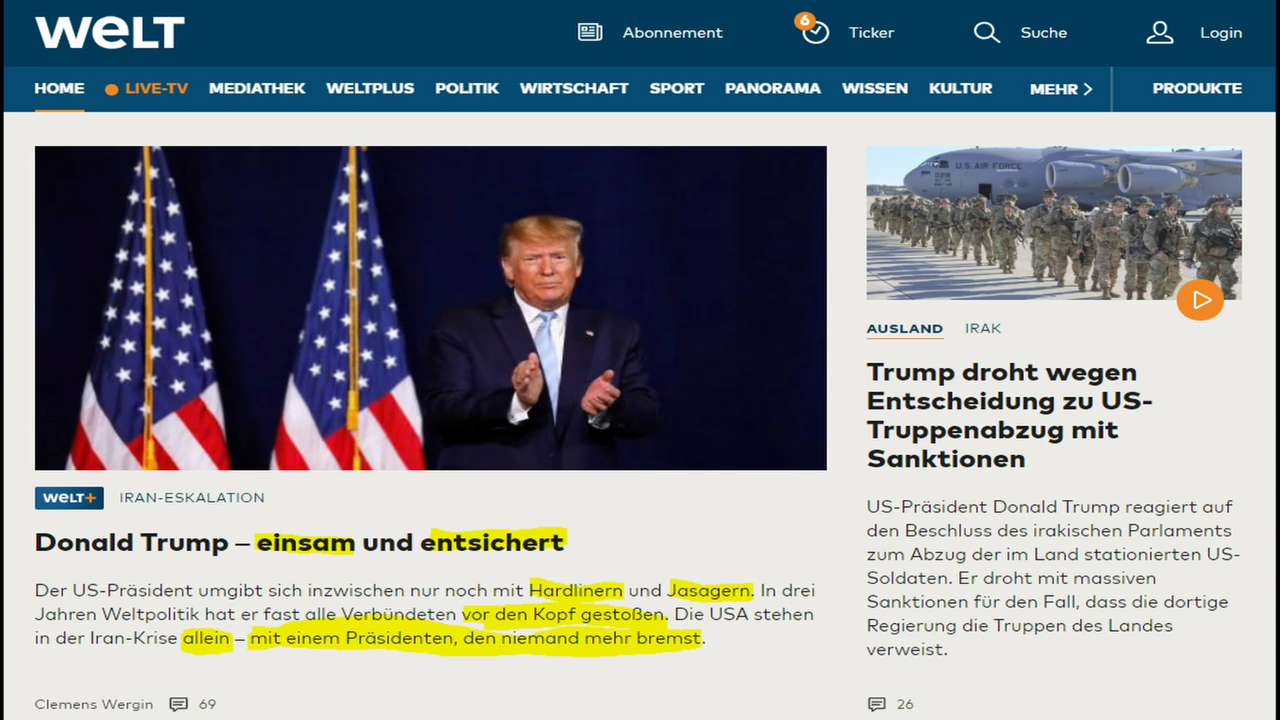 WELT
Abonnement
6
Ticker
Suche
Login
HOME
LIVE-TV
MEDIATHEK
WELTPLUS
POLITIK
WIRTSCHAFT
SPORT
PANORAMA
WISSEN
KULTUR
MEHR
PRODUKTE
WELT+ IRAN-ESKALATION
Donald Trump – einsam und entsichert
Der US-Präsident umgibt sich inzwischen nur noch mit Hardlinern und Jasagern. In drei
Jahren Weltpolitik hat er fast alle Verbündeten vor den Kopf gestoßen. Die USA stehen
in der Iran-Krise allein – mit einem Präsidenten, den niemand mehr bremst.
Clemens Wergin 69
U.S. AIR FORCE
AUSLAND IRAK
Trump droht wegen
Entscheidung zu US-
Truppenabzug mit
Sanktionen
US-Präsident Donald Trump reagiert auf
den Beschluss des irakischen Parlaments
zum Abzug der im Land stationierten US-
Soldaten. Er droht mit massiven
Sanktionen für den Fall, dass die dortige
Regierung die Truppen des Landes
verweist.
26